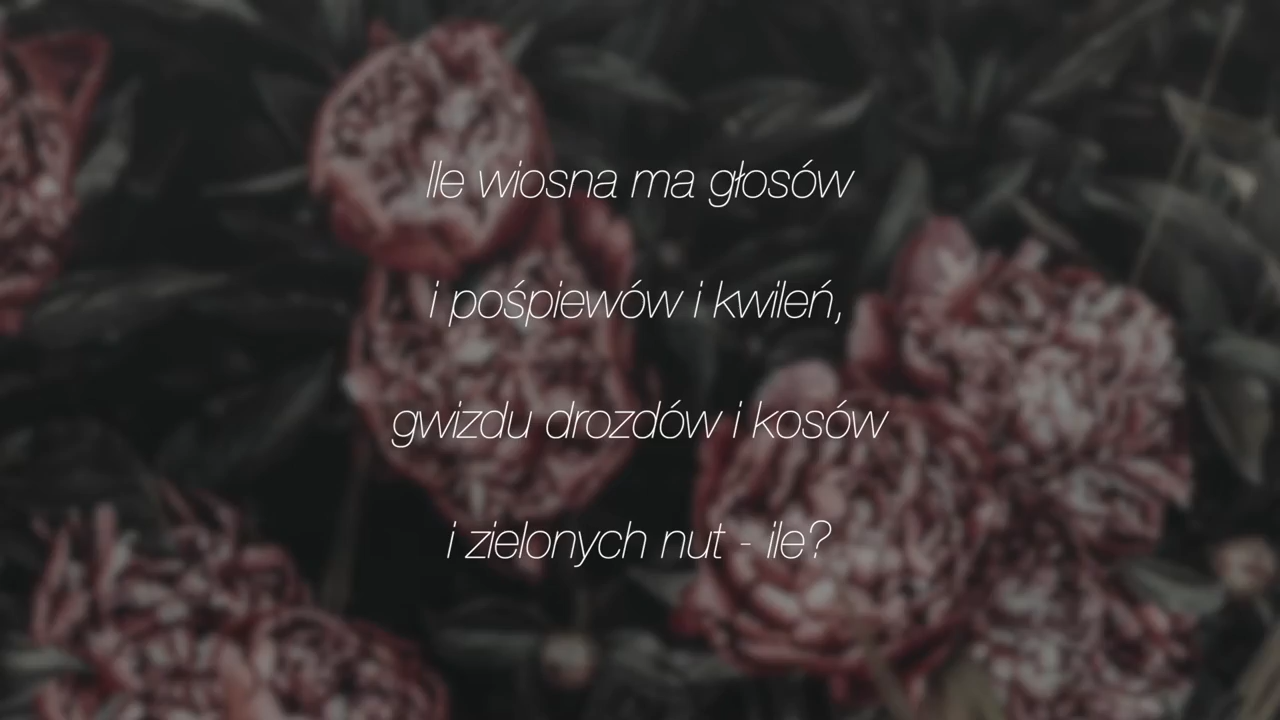 Ile wiosna ma głosów
i pośpiewów i kwileń,
gwizdu drozdów i kosów
i zielonych nut - ile?